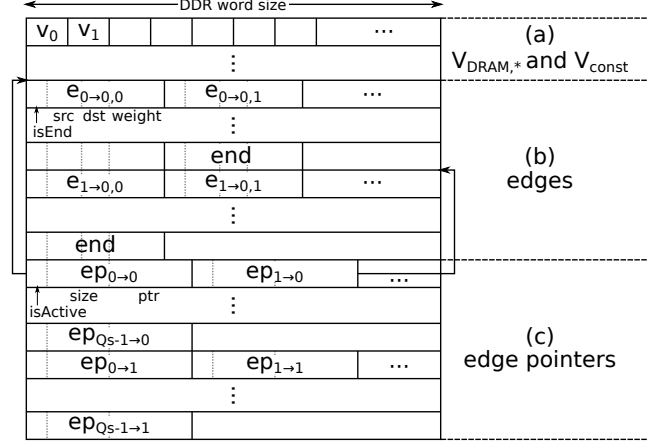 DDR word size
v0 v1 ... (a)
⋮ VDRAM,* and Vconst
e0→0,0 e0→0,1 ...
src dst weight ⋮
isEnd
end (b)
e1→0,0 e1→0,1 ... edges
⋮
end
ep0→0 ep1→0 ...
size ptr ⋮
isActive
epQs-1→0 (c)
ep0→1 ep1→1 ... edge pointers
⋮
epQs-1→1